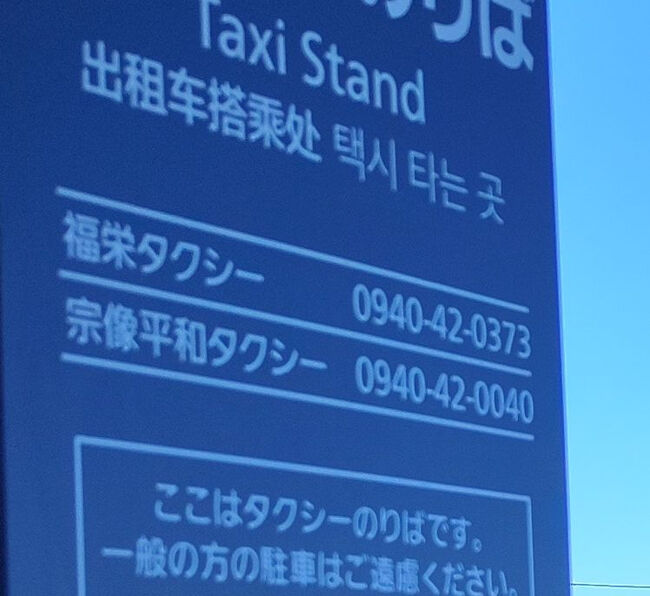 のりば
Taxi Stand
出租车搭乘处 택시 타는 곳
福栄タクシー 0940-42-0373
宗像平和タクシー 0940-42-0040
ここはタクシーのりばです。
一般の方の駐車はご遠慮ください。